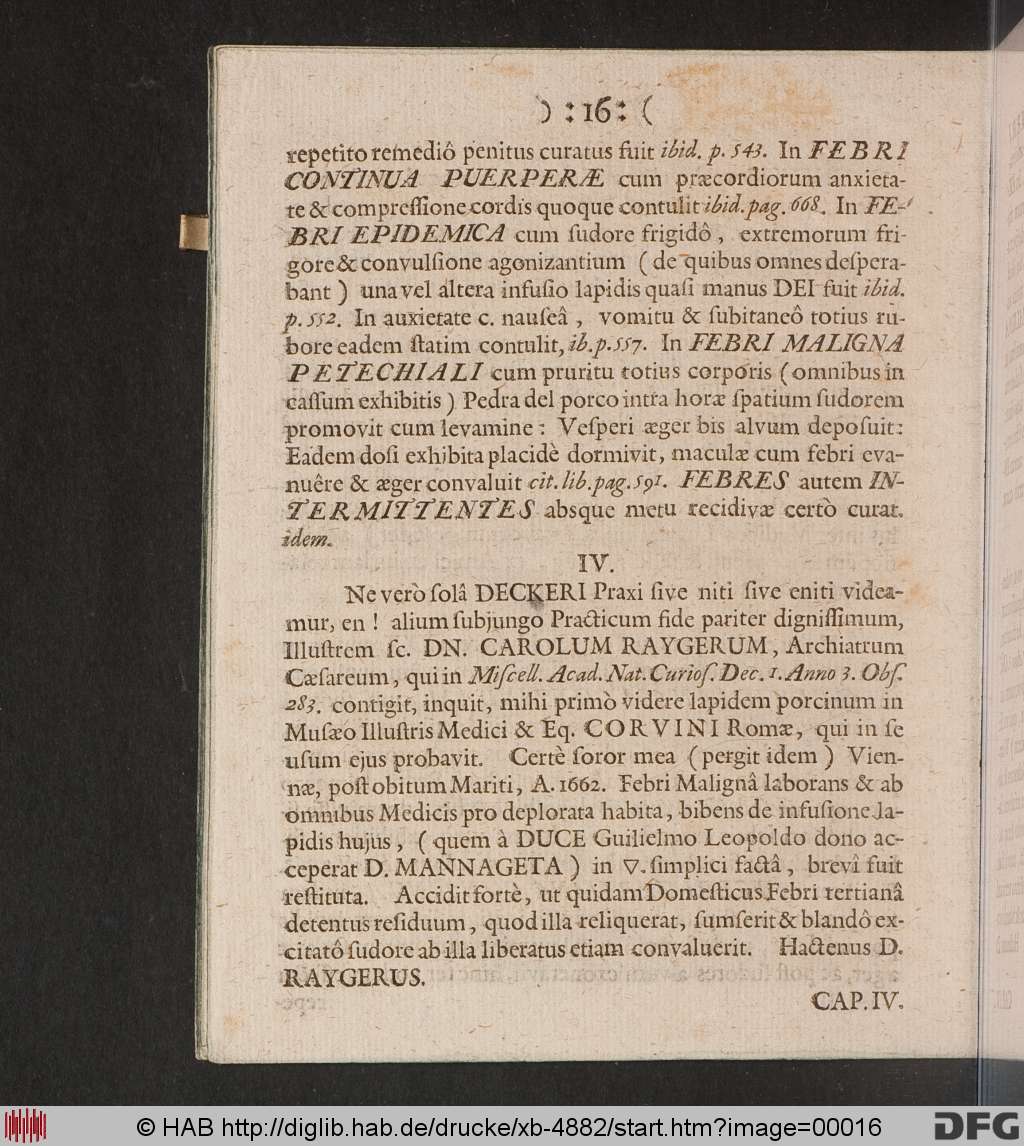 ) :16: (
repetito remediô penitus curatus fuit ibid. p. 543. In FEBRI
CONTINUA PUERPERÆ cum præcordiorum anxieta-
te & compreſſione cordis quoque contulit ibid. pag. 668. In FE-
BRI EPIDEMICA cum ſudore frigidô, extremorum fri-
gore & convulſione agonizantium (de quibus omnes deſpera-
bant) una vel altera infuſio lapidis quaſi manus DEI fuit ibid.
p. 552. In auxietate c. nauſeâ, vomitu & ſubitaneô totius ru-
bore eadem ſtatim contulit, ib. p. 557. In FEBRI MALIGNA
PETECHIALI cum pruritu totius corporis (omnibus in
caſſum exhibitis) Pedra del porco intra horæ ſpatium ſudorem
promovit cum levamine: Veſperi æger bis alvum depoſuit:
Eadem doſi exhibita placidè dormivit, maculæ cum febri eva-
nuêre & æger convaluit cit. lib. pag. 591. FEBRES autem IN-
TERMITTENTES absque metu recidivæ certò curat.
idem.
IV.
Ne verò ſolâ DECKERI Praxi ſive niti ſive eniti videa-
mur, en! alium ſubjungo Practicum fide pariter digniſſimum,
Illuſtrem ſc. DN. CAROLUM RAYGERUM, Archiatrum
Cæſareum, qui in Miſcell. Acad. Nat. Curioſ. Dec. 1. Anno 3. Obſ.
283. contigit, inquit, mihi primò videre lapidem porcinum in
Muſæo Illuſtris Medici & Eq. CORVINI Romæ, qui in ſe
uſum ejus probavit. Certè ſoror mea (pergit idem) Vien-
næ, poſt obitum Mariti, A. 1662. Febri Malignâ laborans & ab
omnibus Medicis pro deplorata habita, bibens de infuſione la-
pidis hujus, (quem à DUCE Guilielmo Leopoldo dono ac-
ceperat D. MANNAGETA) in ▽. ſimplici factâ, brevî fuit
reſtituta. Accidit fortè, ut quidam Domeſticus Febri tertianâ
detentus reſiduum, quod illa reliquerat, ſumſerit & blandô ex-
citatô ſudore ab illa liberatus etiam convaluerit. Hactenus D.
RAYGERUS.
CAP. IV.
© HAB http://diglib.hab.de/drucke/xb-4882/start.htm?image=00016
DFG